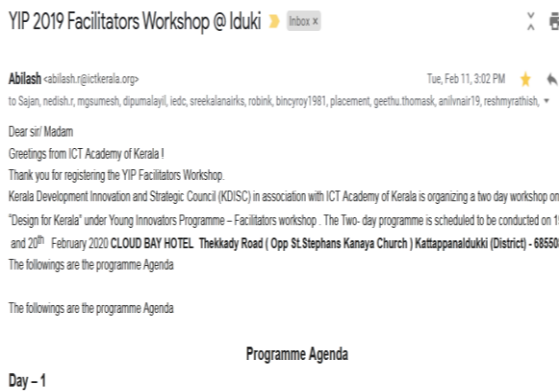 YIP 2019 Facilitators Workshop @ Iduki Inbox x
Abilash <abilash.r@ictkerala.org> Tue, Feb 11, 3:02 PM
to Sajan, nedish.r, mgsumesh, dipumalayil, iedc, sreekalanairks, robink, bincyroy1981, placement, geethu.thomask, anilvnair19, reshmyrathish,
Dear sir/ Madam
Greetings from ICT Academy of Kerala !
Thank you for registering the YIP Facilitators Workshop.
Kerala Development Innovation and Strategic Council (KDISC) in association with ICT Academy of Kerala is organizing a two day workshop on
"Design for Kerala" under Young Innovators Programme – Facilitators workshop . The Two- day programme is scheduled to be conducted on
and 20th February 2020 CLOUD BAY HOTEL Thekkady Road ( Opp St.Stephans Kanaya Church ) Kattappanaldukki (District) - 68550
The followings are the programme Agenda
The followings are the programme Agenda
Programme Agenda
Day – 1